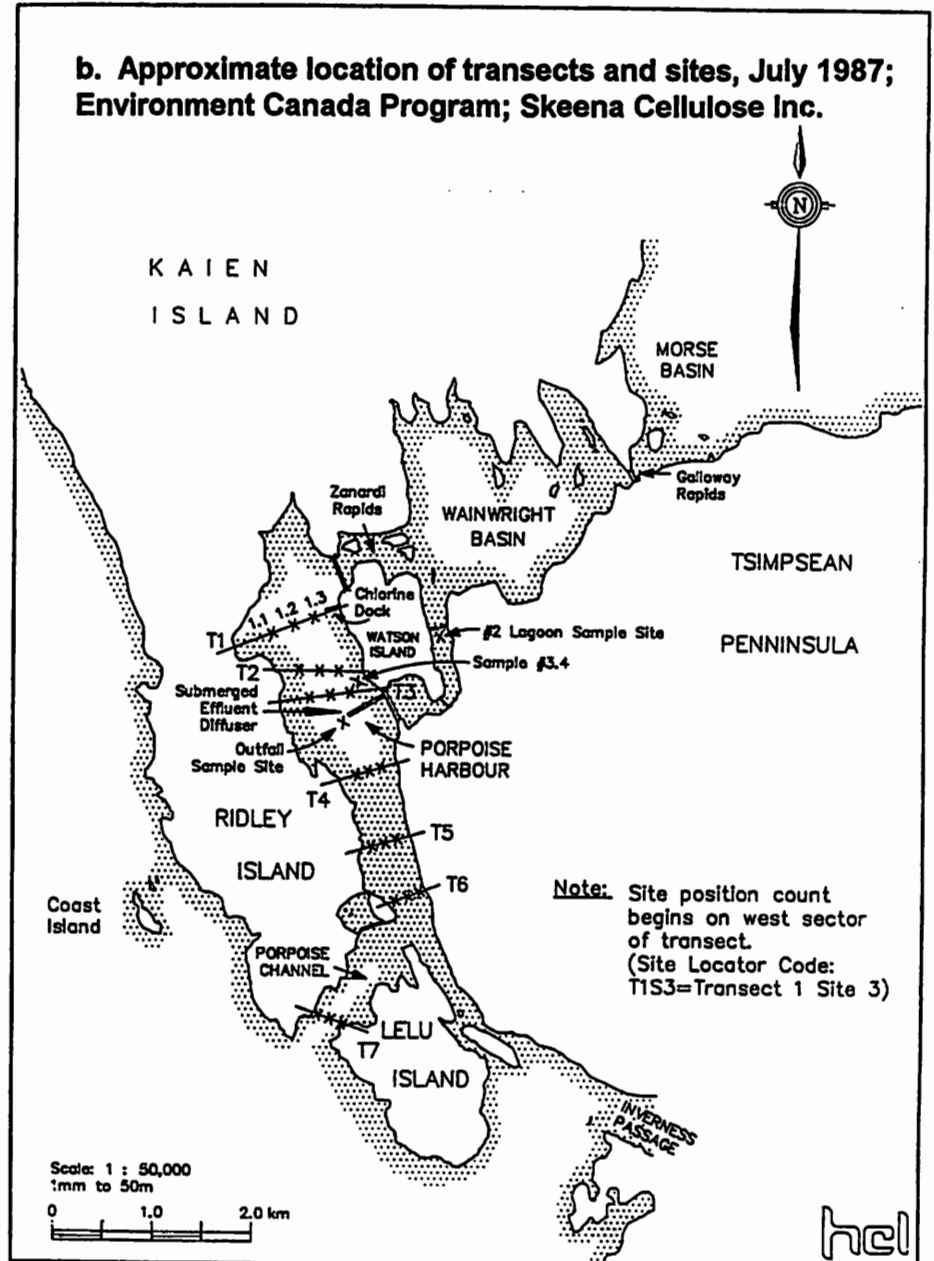 b. Approximate location of transects and sites, July 1987;
Environment Canada Program; Skeena Cellulose Inc.
N
KAIEN
ISLAND
MORSE
BASIN
Galloway
Rapids
Zanardi
Rapids
WAINWRIGHT
BASIN
TSIMPSEAN
PENNINSULA
1.1 1.2 1.3
Chlorine
Dock
T1
WATSON
ISLAND
#2 Lagoon Sample Site
T2
Sample #3.4
T3
Submerged
Effluent
Diffuser
Outfall
Sample Site
PORPOISE
HARBOUR
T4
RIDLEY
ISLAND
T5
T6
Coast
Island
Note: Site position count
begins on west sector
of transect.
(Site Locator Code:
T1S3=Transect 1 Site 3)
PORPOISE
CHANNEL
T7
LELU
ISLAND
INVERNESS
PASSAGE
Scale: 1 : 50,000
1mm to 50m
0 1.0 2.0 km
hcl